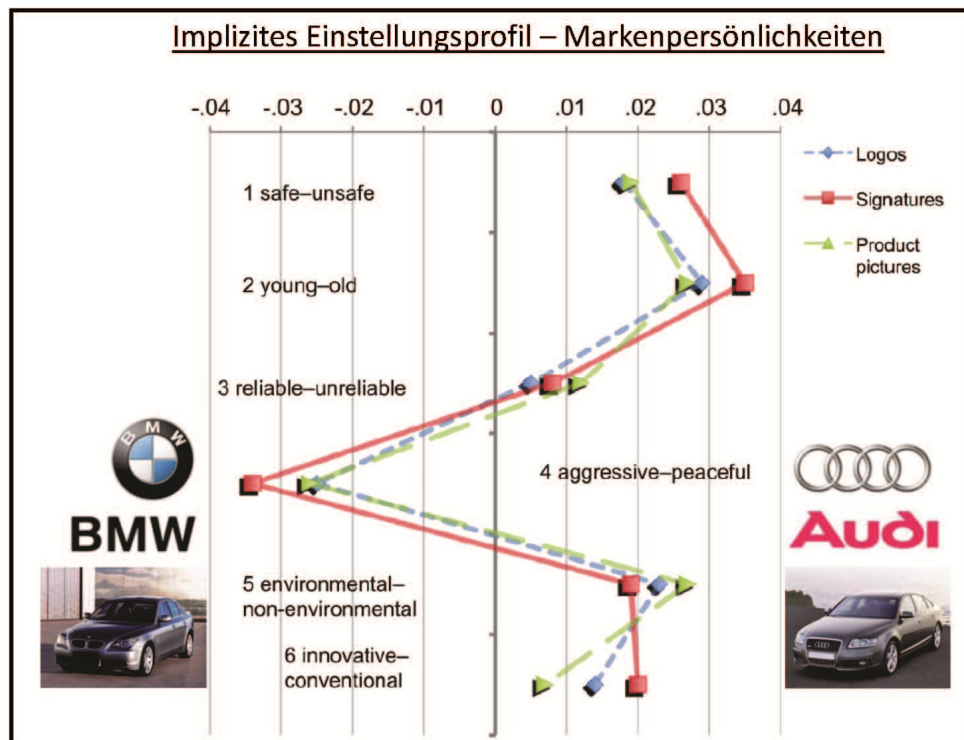 Implizites Einstellungsprofil – Markenpersönlichkeiten
-.04 -.03 -.02 -.01 0 .01 .02 .03 .04
Logos
Signatures
Product
pictures
1 safe–unsafe
2 young–old
3 reliable–unreliable
4 aggressive–peaceful
BMW
BMW
Audi
5 environmental–
non-environmental
6 innovative–
conventional